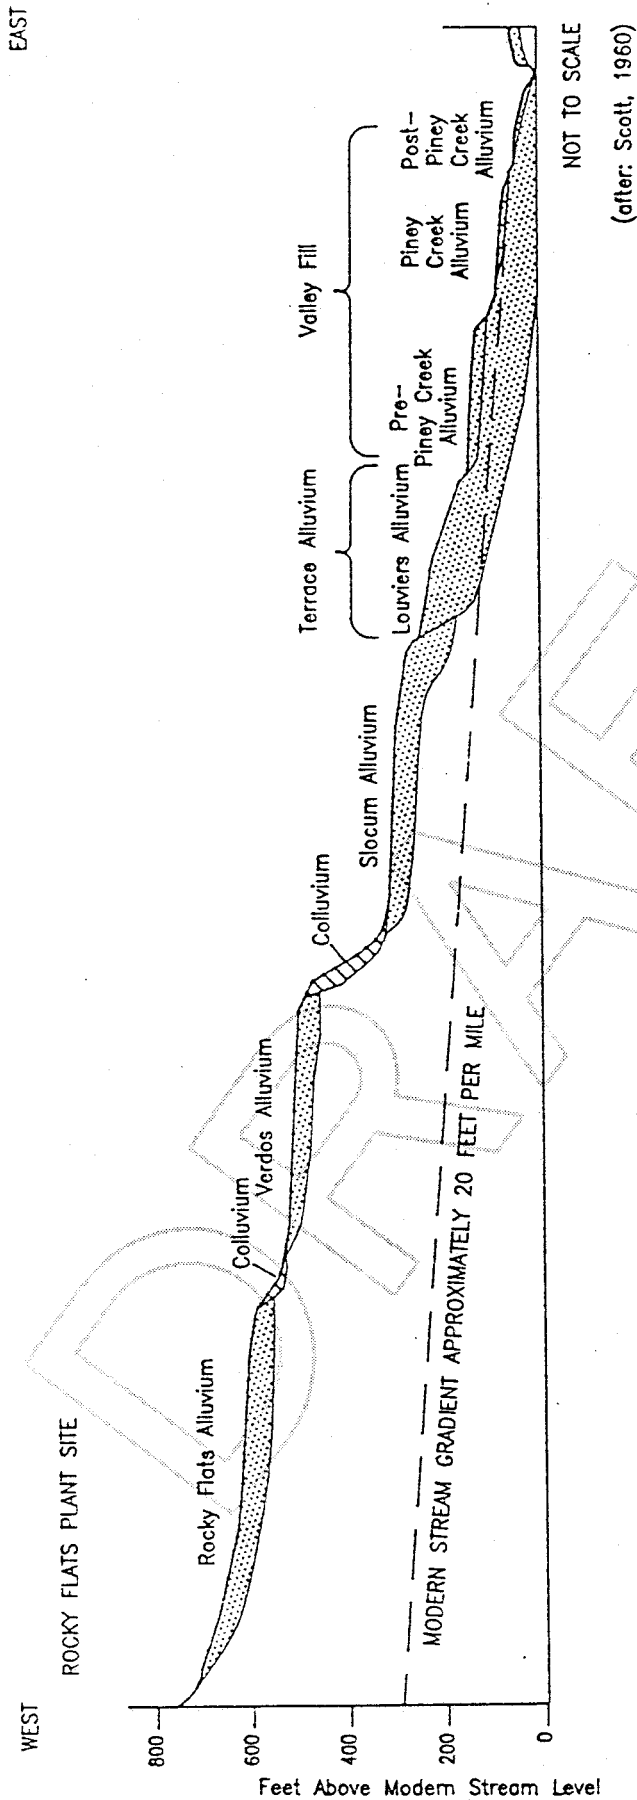 WEST
EAST
ROCKY FLATS PLANT SITE
Rocky Flats Alluvium
Colluvium
Verdos Alluvium
Colluvium
Slocum Alluvium
Terrace Alluvium
Louviers Alluvium
Valley Fill
Pre-
Piney Creek
Alluvium
Piney
Creek
Alluvium
Post-
Piney
Creek
Alluvium
800
600
400
200
0
Feet Above Modern Stream Level
MODERN STREAM GRADIENT APPROXIMATELY 20 FEET PER MILE
NOT TO SCALE
(after: Scott, 1960)
DRAFT